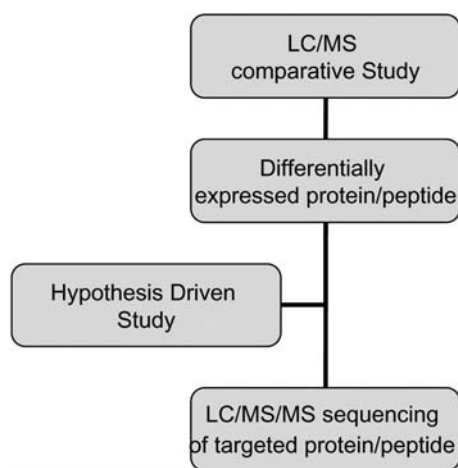 LC/MS
comparative Study
Differentially
expressed protein/peptide
Hypothesis Driven
Study
LC/MS/MS sequencing
of targeted protein/peptide